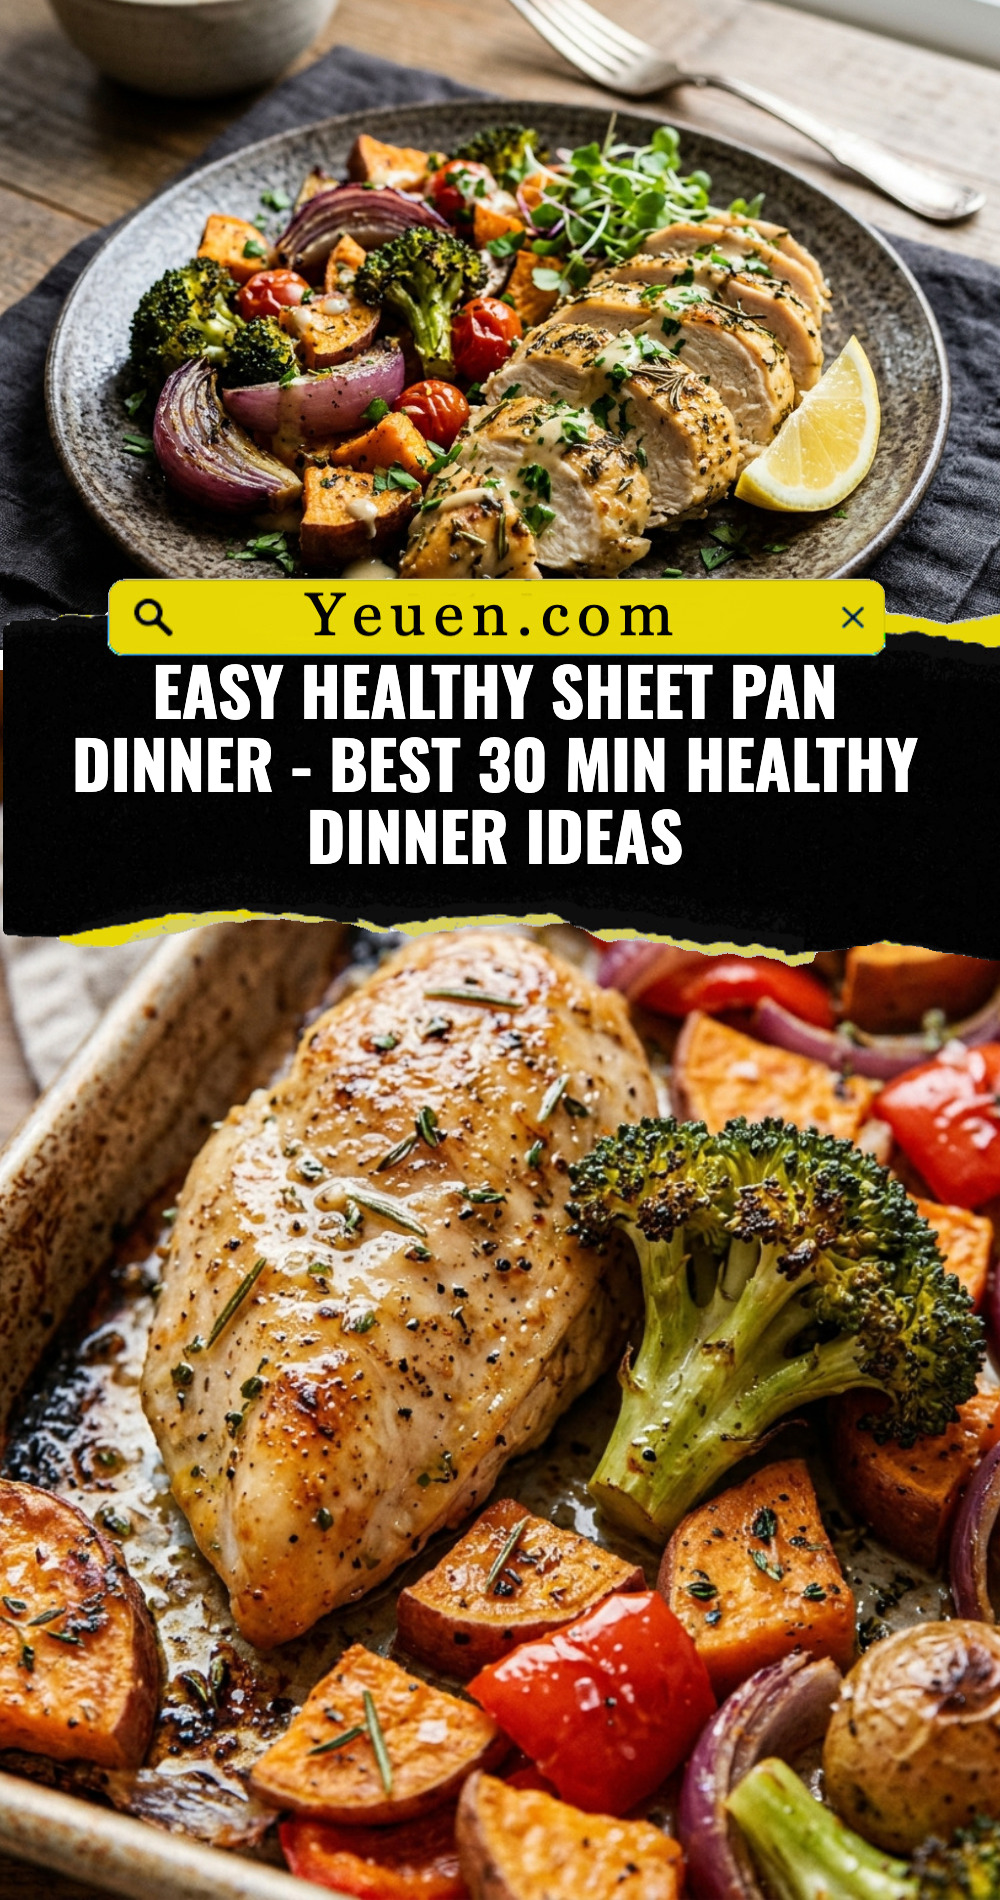 Yeuen.com
EASY HEALTHY SHEET PAN
DINNER - BEST 30 MIN HEALTHY
DINNER IDEAS